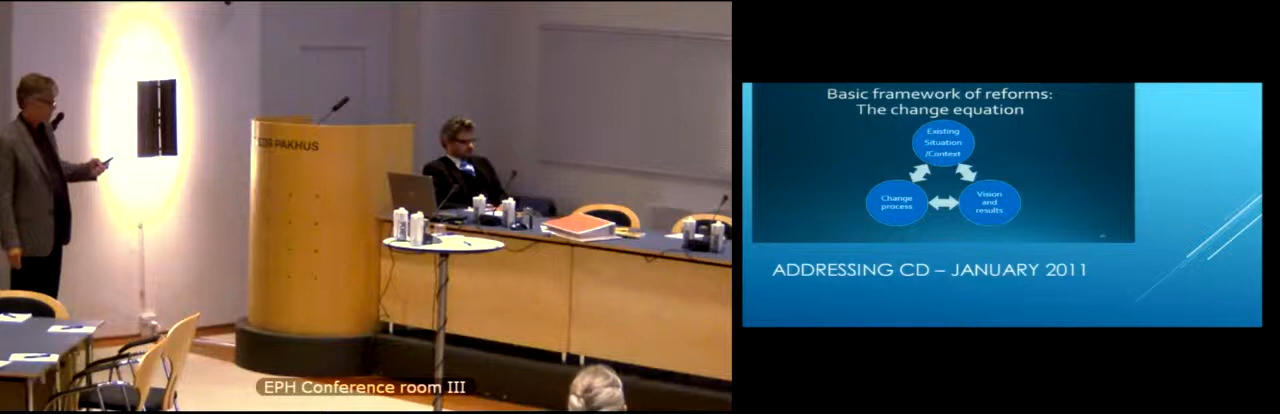 PAKHUS
EPH Conference room III
Basic framework of reforms:
The change equation
Existing
Situation
/Context
Change
process
Vision
and
results
ADDRESSING CD – JANUARY 2011